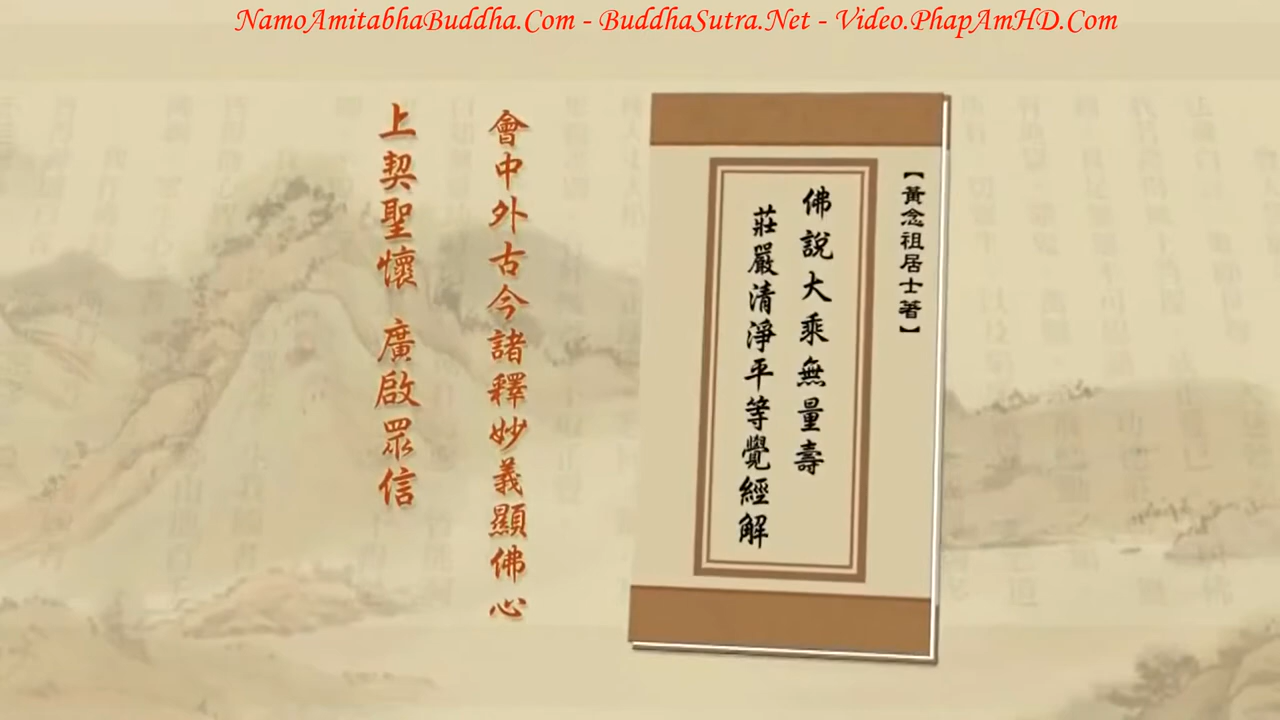 NamoAmitabhaBuddha.Com - BuddhaSutra.Net - Video.PhapAmHD.Com
【黃念祖居士著】
佛說大乘無量壽
莊嚴清淨平等覺經解
會中外古今諸釋妙義顯佛心
上契聖懷 廣啟眾信